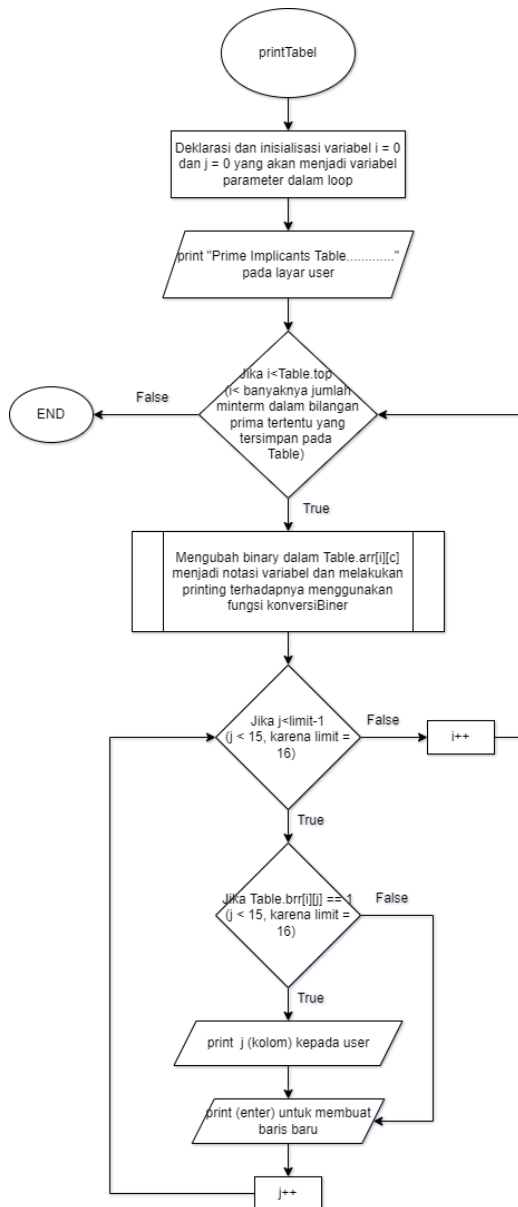 printTabel
Deklarasi dan inisialisasi variabel i = 0
dan j = 0 yang akan menjadi variabel
parameter dalam loop
print "Prime Implicants Table............."
pada layar user
Jika i<Table.top
(i< banyaknya jumlah
minterm dalam bilangan
prima tertentu yang
tersimpan pada
Table)
False
END
True
Mengubah binary dalam Table.arr[i][c]
menjadi notasi variabel dan melakukan
printing terhadapnya menggunakan
fungsi konversiBiner
Jika j<limit-1
(j < 15, karena limit =
16)
False
i++
True
Jika Table.brr[i][j] == 1
(j < 15, karena limit =
16)
False
True
print j (kolom) kepada user
print (enter) untuk membuat
baris baru
j++